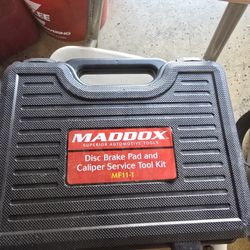 MADDOX
SUPERIOR AUTOMOTIVE TOOLS
Disc Brake Pad and
Caliper Service Tool Kit
MF11-1